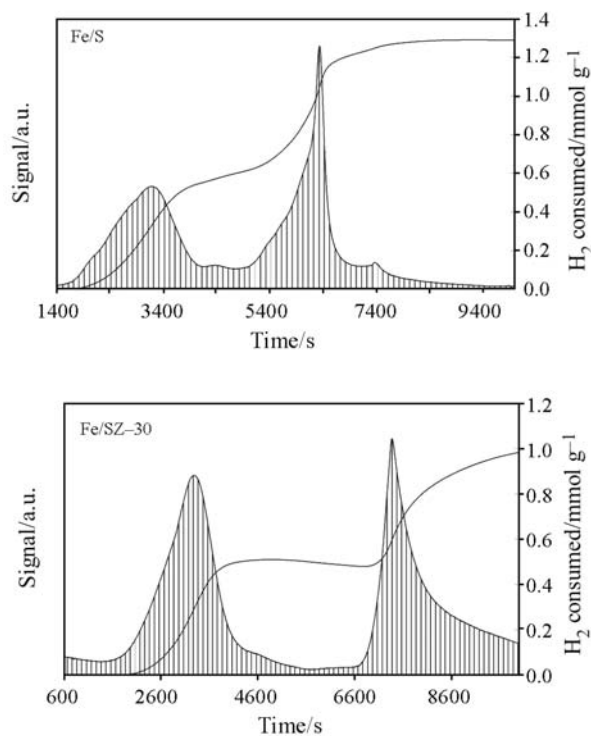 Fe/S
Signal/a.u.
1.4
1.2
1.0
0.8
0.6
0.4
0.2
0.0
H2 consumed/mmol g−1
1400 3400 5400 7400 9400
Time/s
Fe/SZ–30
Signal/a.u.
1.2
1.0
0.8
0.6
0.4
0.2
0.0
H2 consumed/mmol g−1
600 2600 4600 6600 8600
Time/s